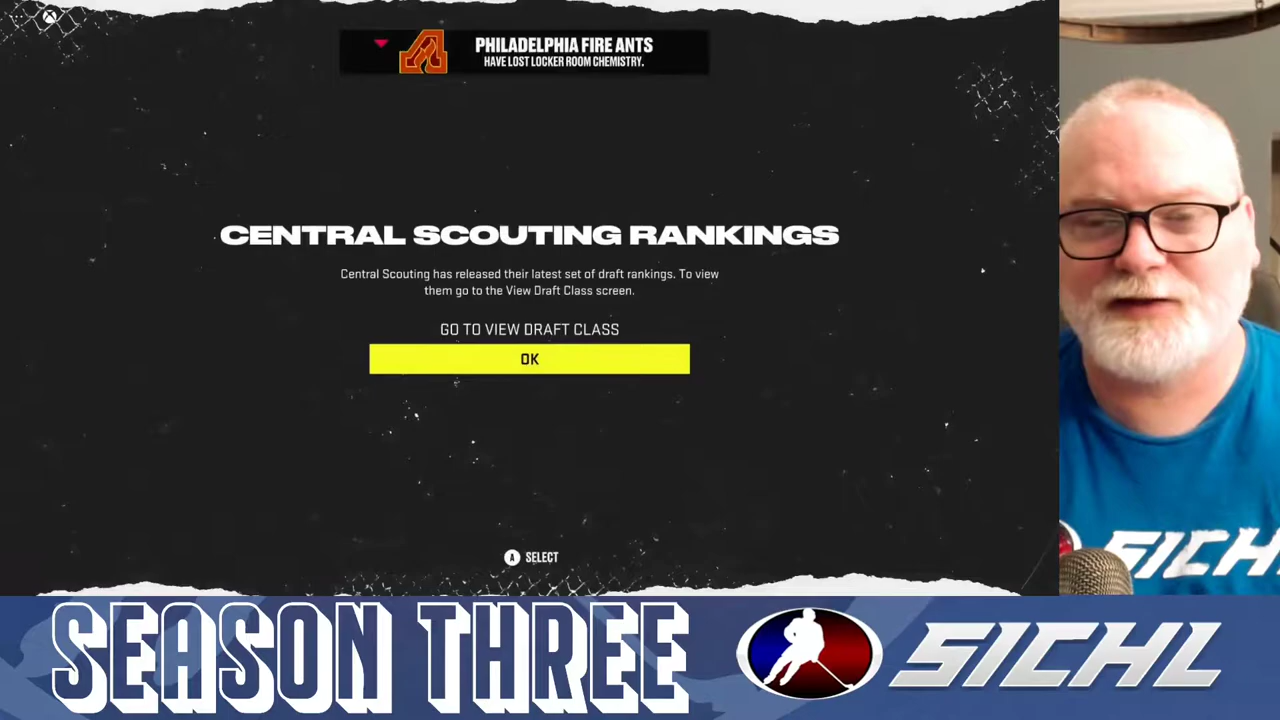 PHILADELPHIA FIRE ANTS
HAVE LOST LOCKER ROOM CHEMISTRY.
CENTRAL SCOUTING RANKINGS
Central Scouting has released their latest set of draft rankings. To view
them go to the View Draft Class screen.
GO TO VIEW DRAFT CLASS
OK
A SELECT
SICH
SEASON THREE
SICHL